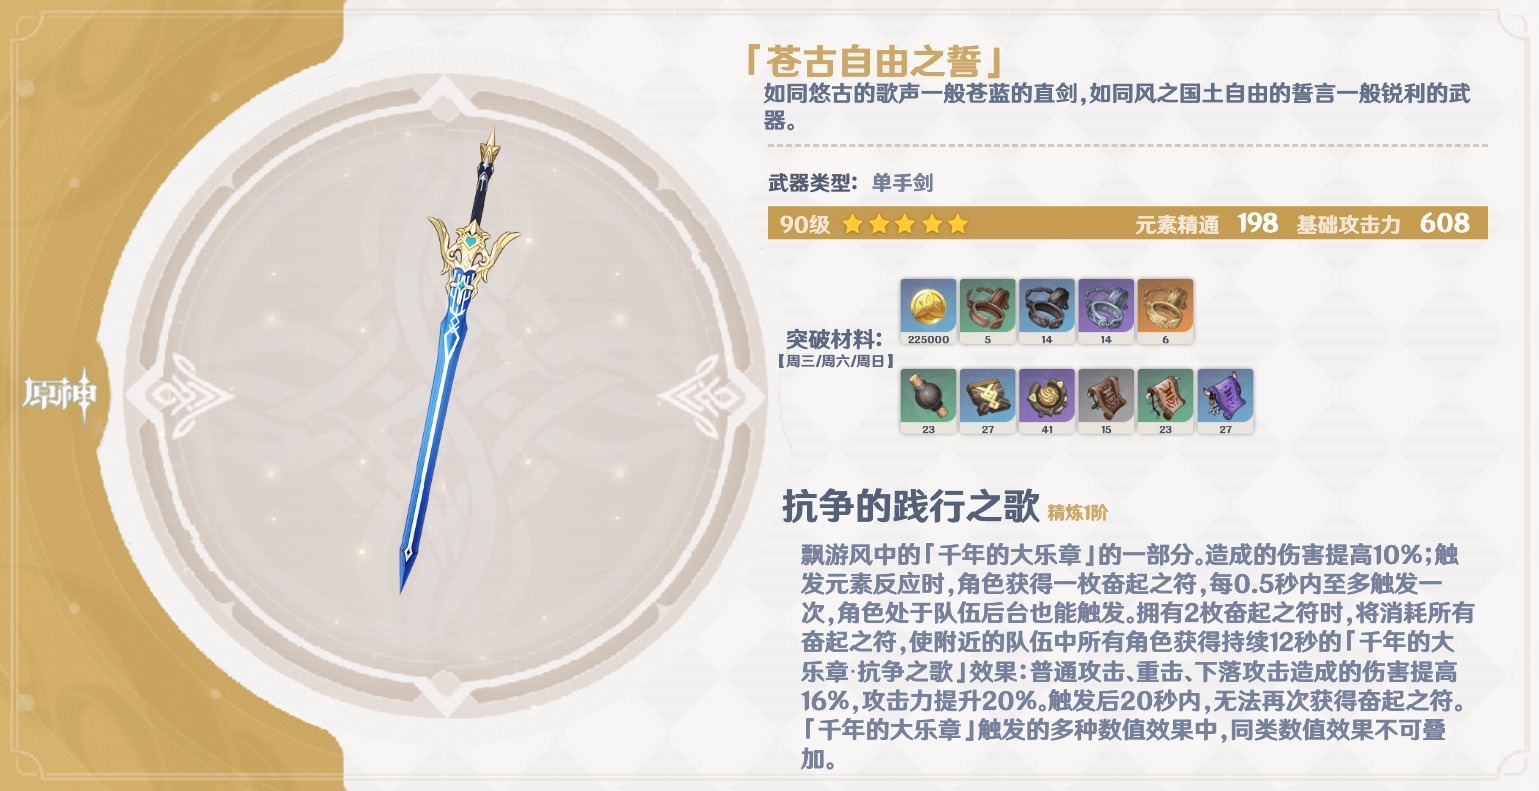 「苍古自由之誓」
如同悠古的歌声一般苍蓝的直剑,如同风之国土自由的誓言一般锐利的武
器。
武器类型: 单手剑
90级 元素精通 198 基础攻击力 608
突破材料:
【周三/周六/周日】
225000 5 14 14 6
23 27 41 15 23 27
原神
抗争的践行之歌 精炼1阶
飘游风中的「千年的大乐章」的一部分。造成的伤害提高10%;触
发元素反应时,角色获得一枚奋起之符,每0.5秒内至多触发一
次,角色处于队伍后台也能触发。拥有2枚奋起之符时,将消耗所有
奋起之符,使附近的队伍中所有角色获得持续12秒的「千年的大
乐章·抗争之歌」效果:普通攻击、重击、下落攻击造成的伤害提高
16%,攻击力提升20%。触发后20秒内,无法再次获得奋起之符。
「千年的大乐章」触发的多种数值效果中,同类数值效果不可叠
加。